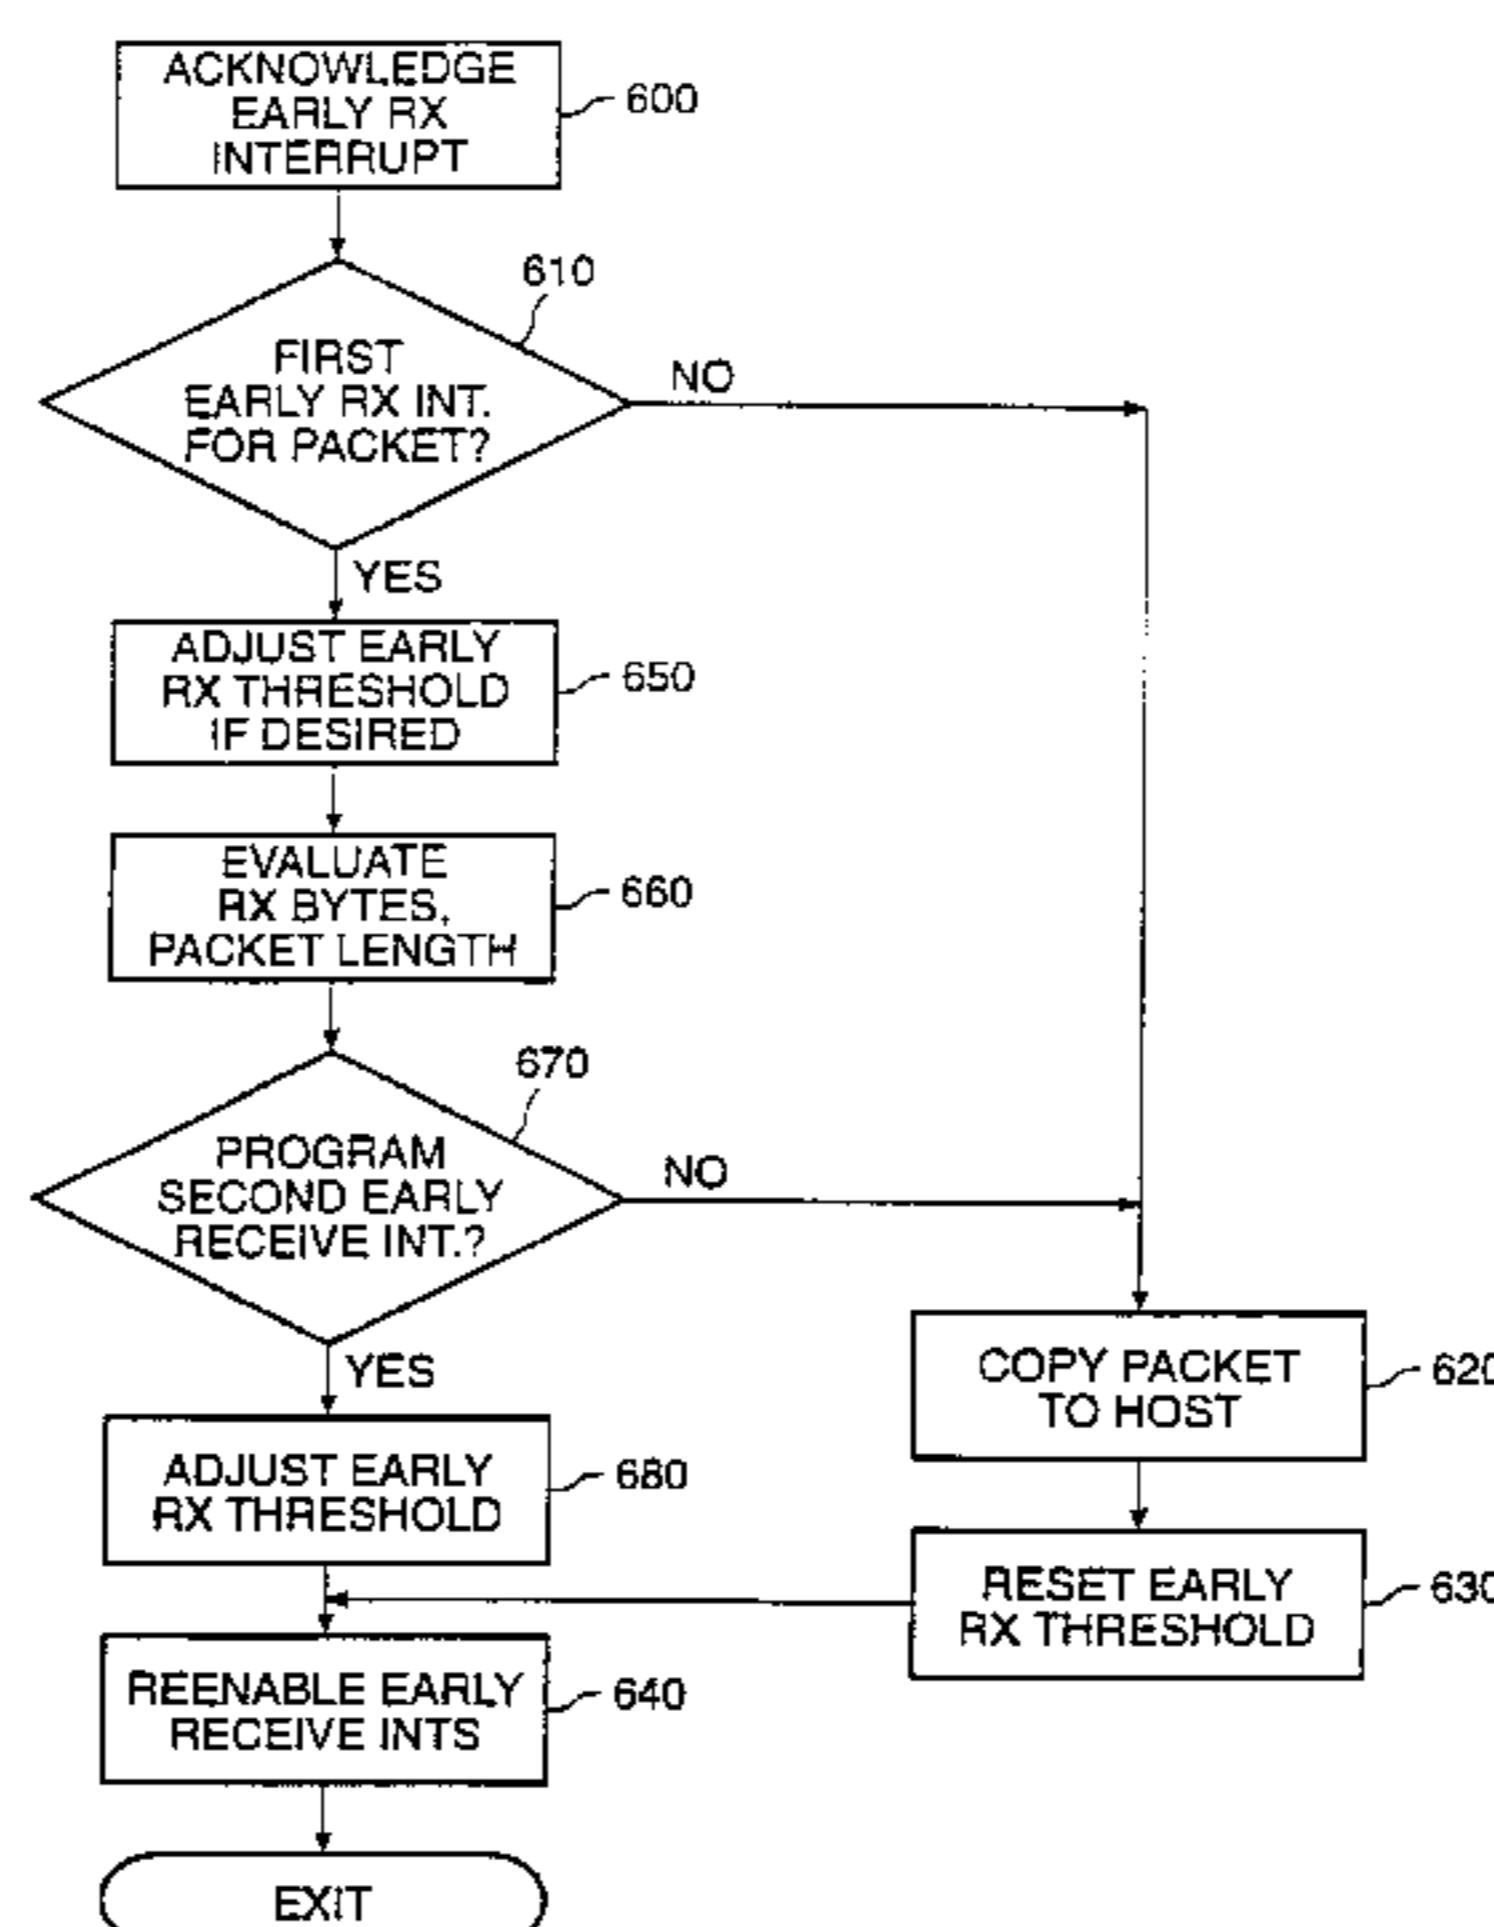 ACKNOWLEDGE
EARLY RX
INTERRUPT
600
610
FIRST
EARLY RX INT.
FOR PACKET?
NO
YES
ADJUST EARLY
RX THRESHOLD
IF DESIRED
650
EVALUATE
RX BYTES,
PACKET LENGTH
660
670
PROGRAM
SECOND EARLY
RECEIVE INT.?
NO
YES
COPY PACKET
TO HOST
620
ADJUST EARLY
RX THRESHOLD
680
RESET EARLY
RX THRESHOLD
630
REENABLE EARLY
RECEIVE INTS
640
EXIT